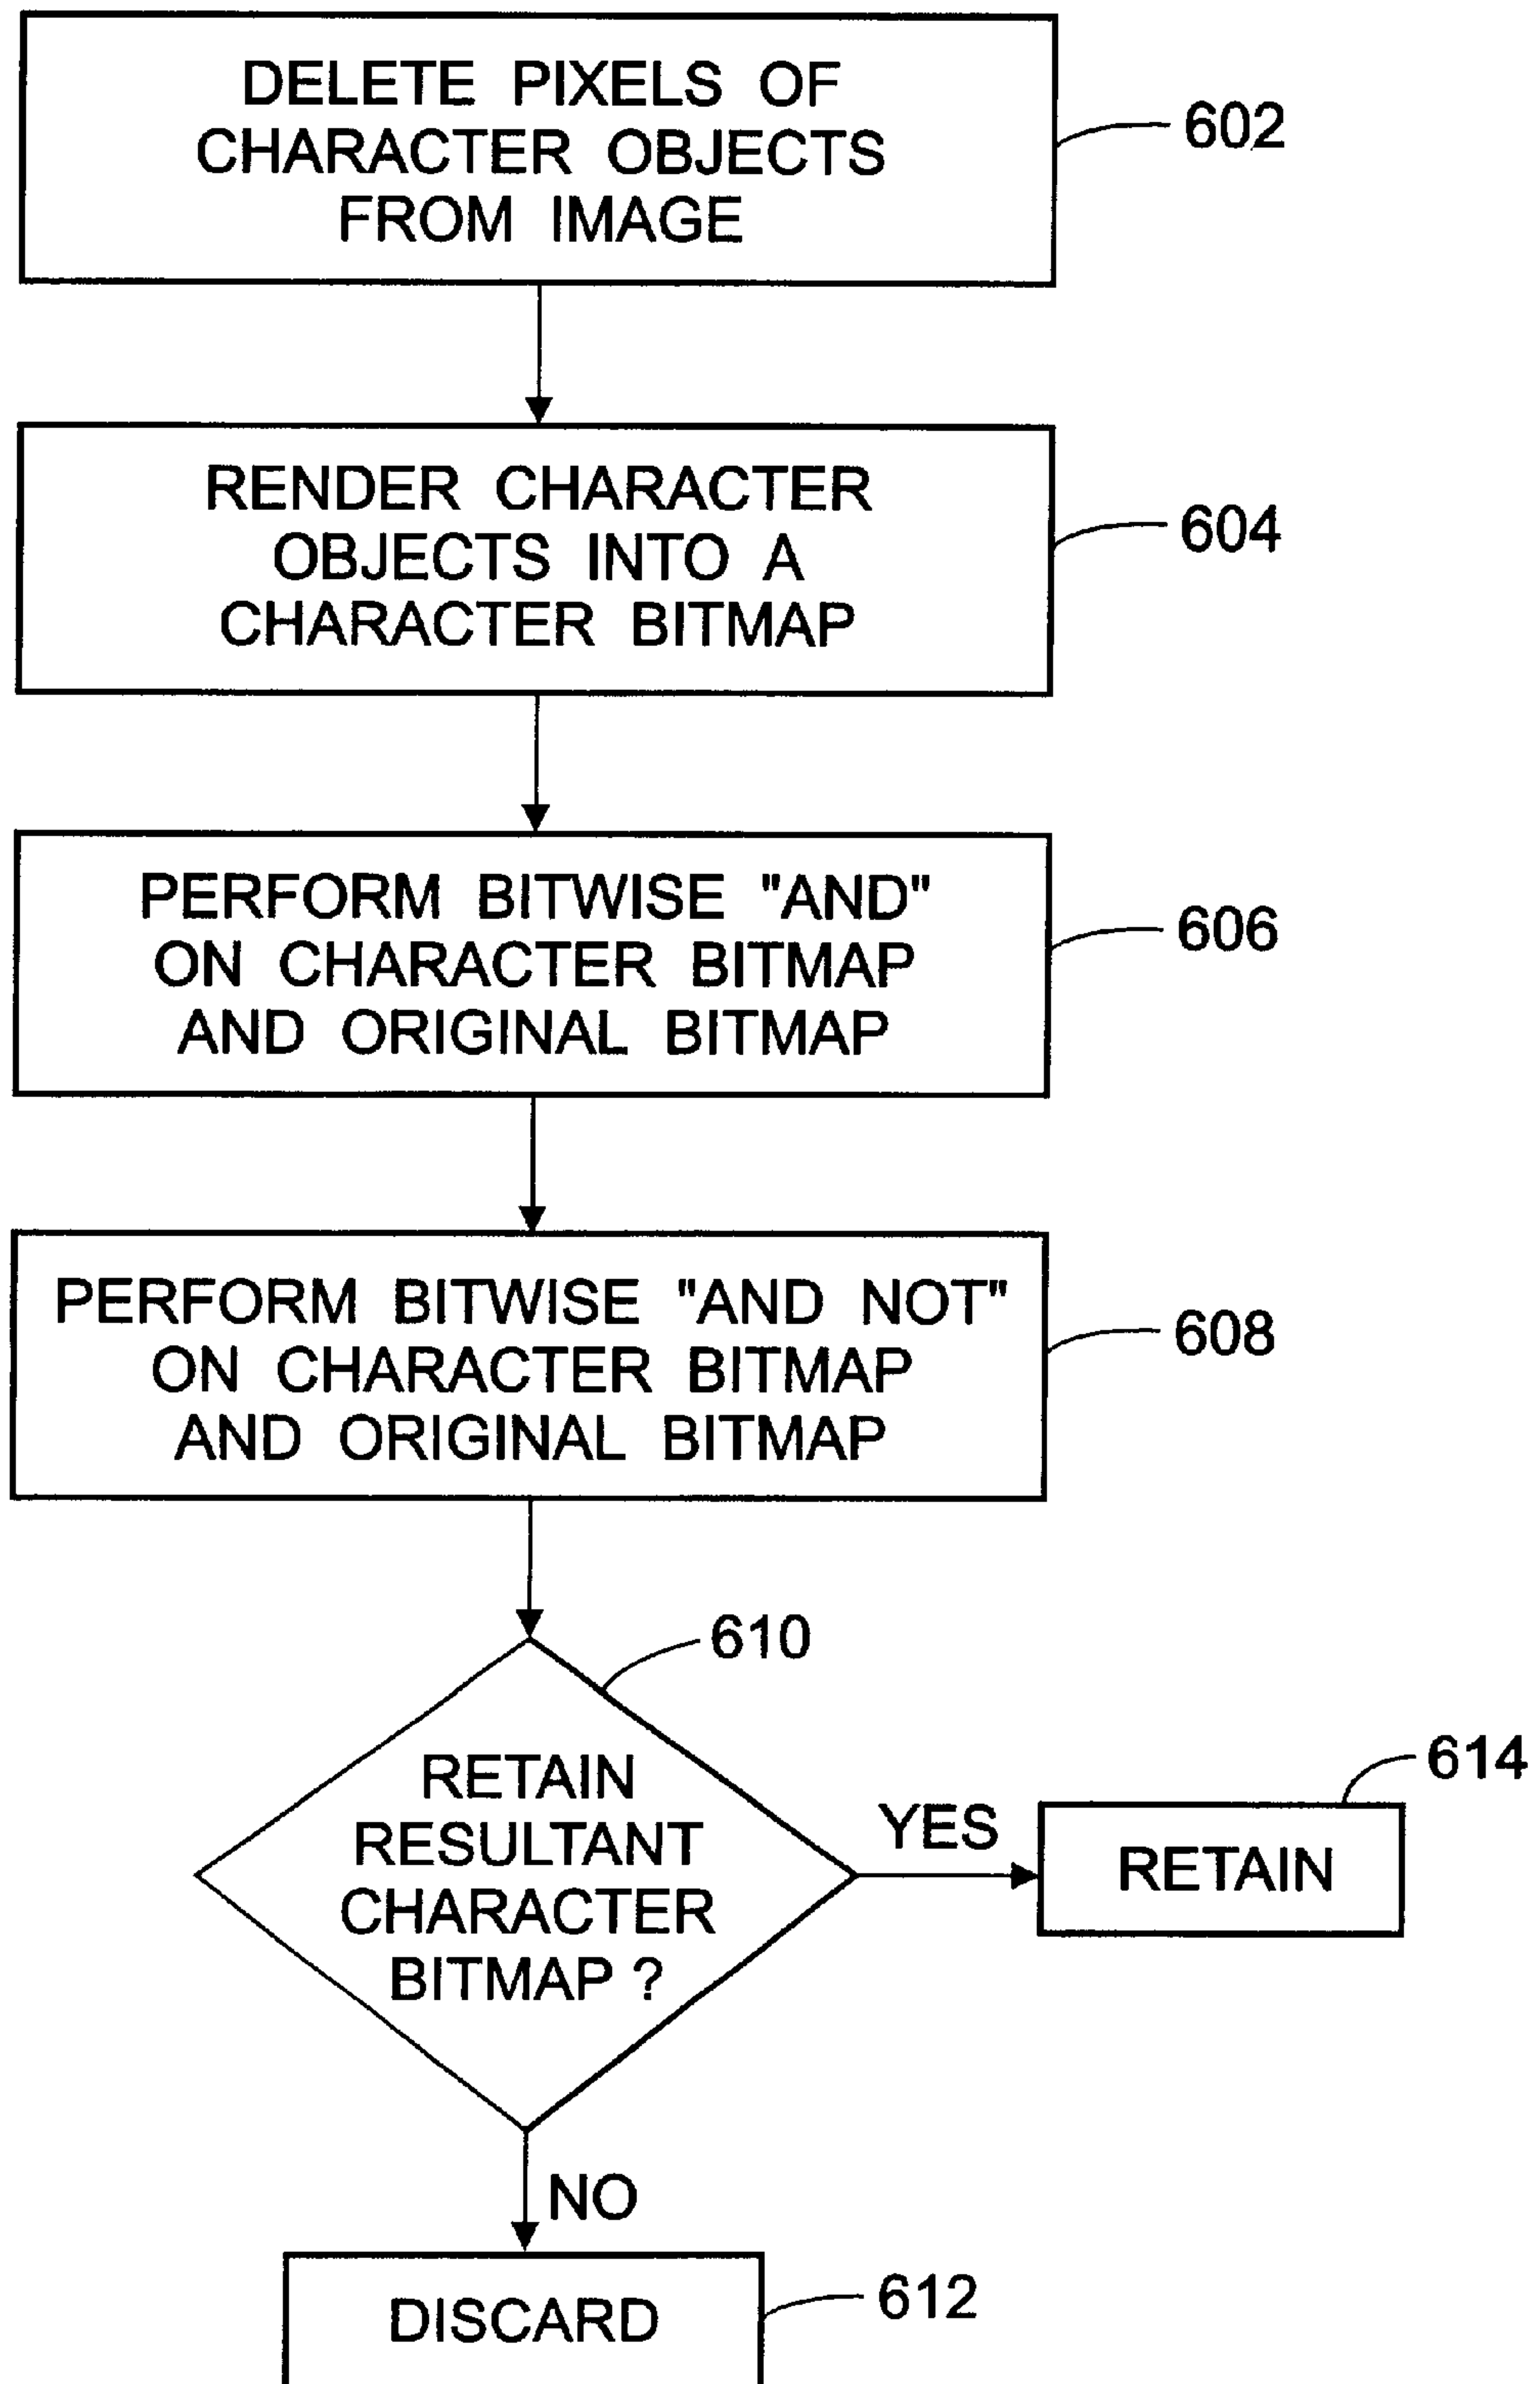 DELETE PIXELS OF
CHARACTER OBJECTS
FROM IMAGE
602
RENDER CHARACTER
OBJECTS INTO A
CHARACTER BITMAP
604
PERFORM BITWISE "AND"
ON CHARACTER BITMAP
AND ORIGINAL BITMAP
606
PERFORM BITWISE "AND NOT"
ON CHARACTER BITMAP
AND ORIGINAL BITMAP
608
610
RETAIN
RESULTANT
CHARACTER
BITMAP ?
YES
614
RETAIN
NO
DISCARD
612